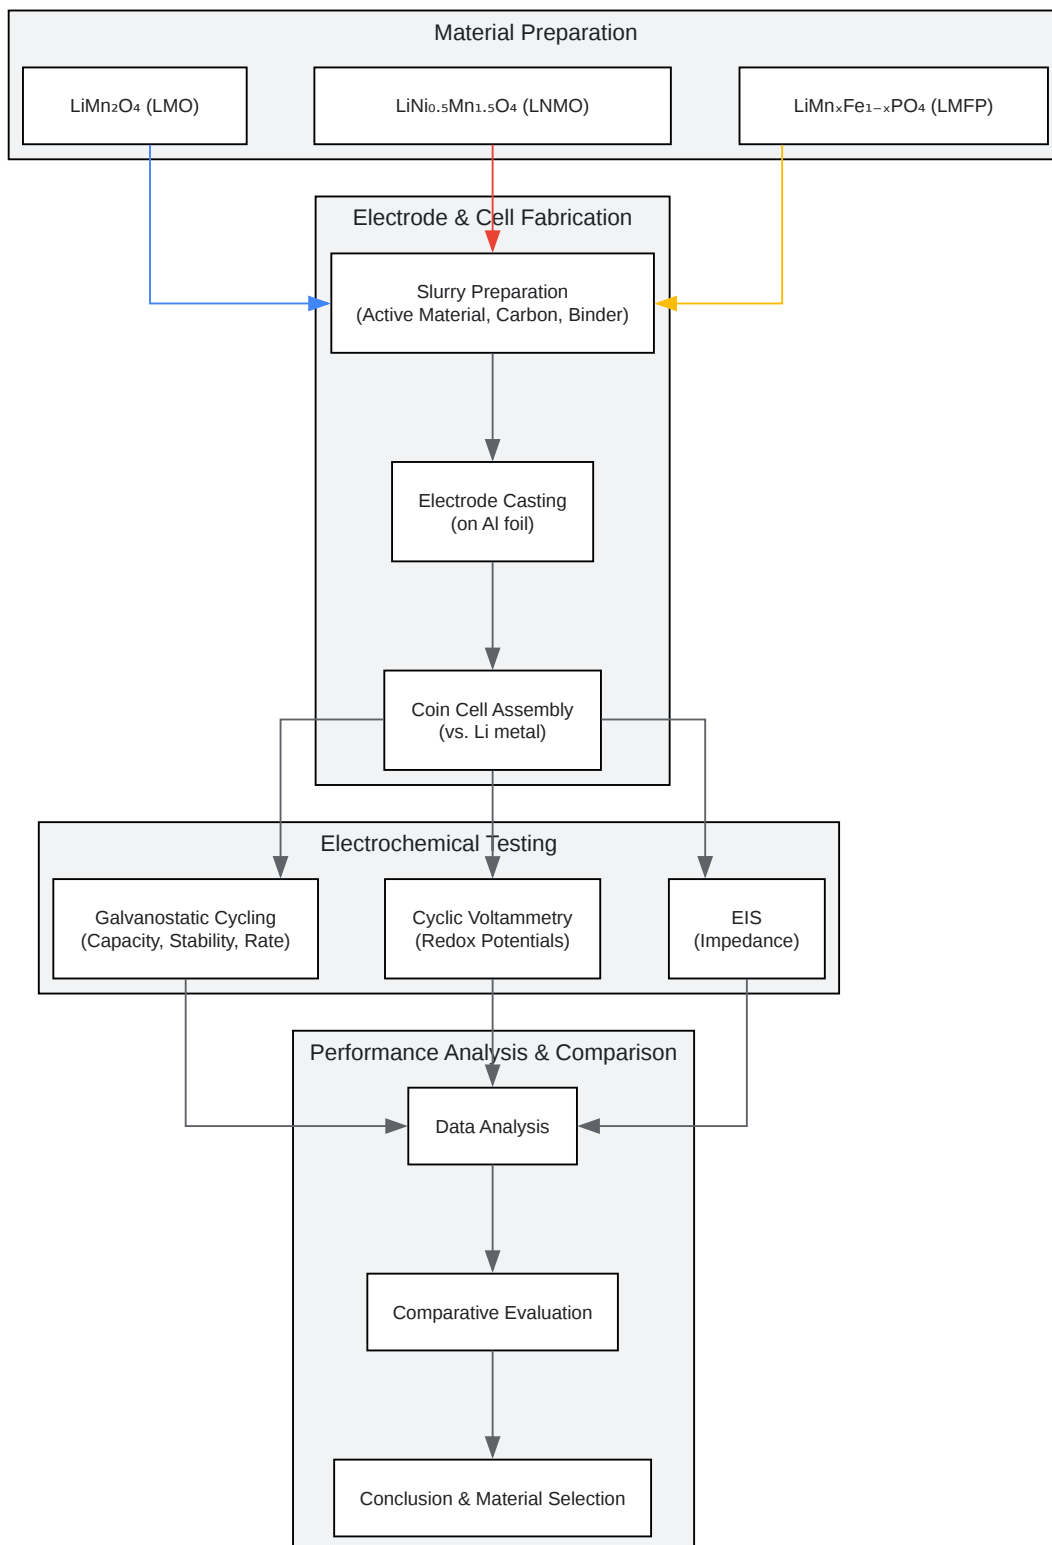 Material Preparation
LiMn₂O₄ (LMO)
LiNi₀.₅Mn₁.₅O₄ (LNMO)
LiMnₓFe₁₋ₓPO₄ (LMFP)
Electrode & Cell Fabrication
Slurry Preparation
(Active Material, Carbon, Binder)
Electrode Casting
(on Al foil)
Coin Cell Assembly
(vs. Li metal)
Electrochemical Testing
Galvanostatic Cycling
(Capacity, Stability, Rate)
Cyclic Voltammetry
(Redox Potentials)
EIS
(Impedance)
Performance Analysis & Comparison
Data Analysis
Comparative Evaluation
Conclusion & Material Selection